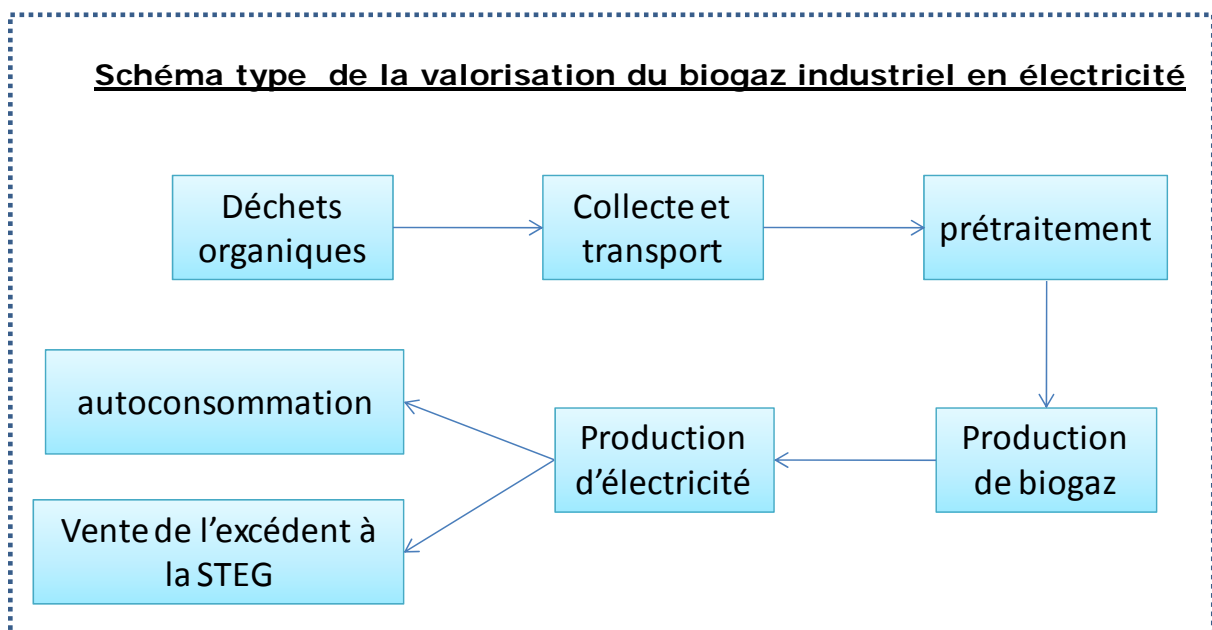 Schéma type de la valorisation du biogaz industriel en électricité
Déchets
organiques
Collecte et
transport
prétraitement
autoconsommation
Production
d’électricité
Production
de biogaz
Vente de l’excédent à
la STEG